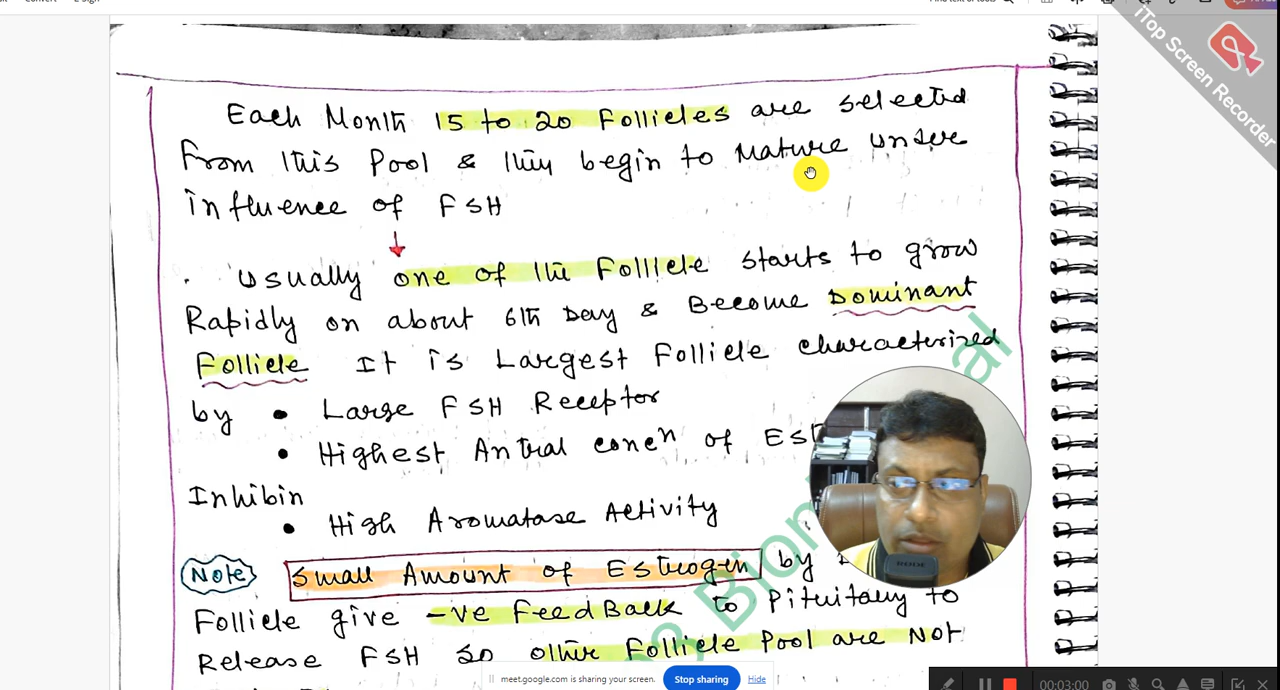 iTop Screen Recorder
Each Month 15 to 20 Follicles are selected
From this Pool & they begin to Mature under
influence of FSH
Usually one of the Follicle starts to grow
Rapidly on about 6th Day & Become Dominant
Follicle It is Largest Follicle characterized
by • Large FSH Receptor
• Highest Antral concn of
Inhibin
• High Aromatase Activity
Note Small Amount of Estrogen by
Follicle give -ve FeedBack to Pituitary to
Release FSH so other Follicle Pool are Not
RODE
meet.google.com is sharing your screen. Stop sharing Hide
00:03:00